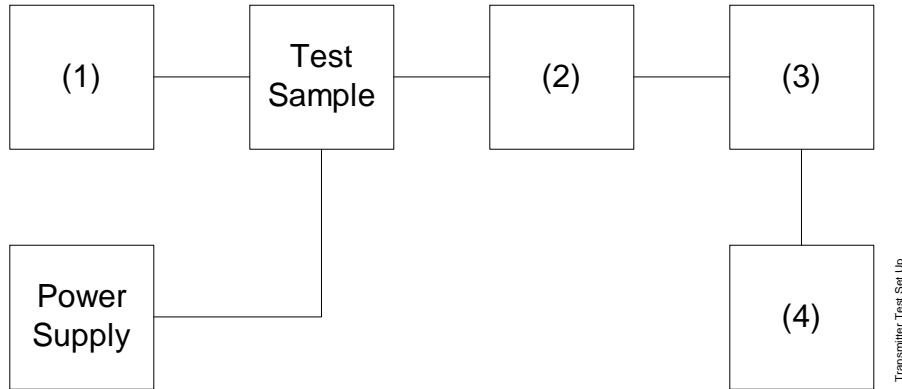 (1)
Test
Sample
(2)
(3)
Power
Supply
(4)
Transmitter Test Set Up